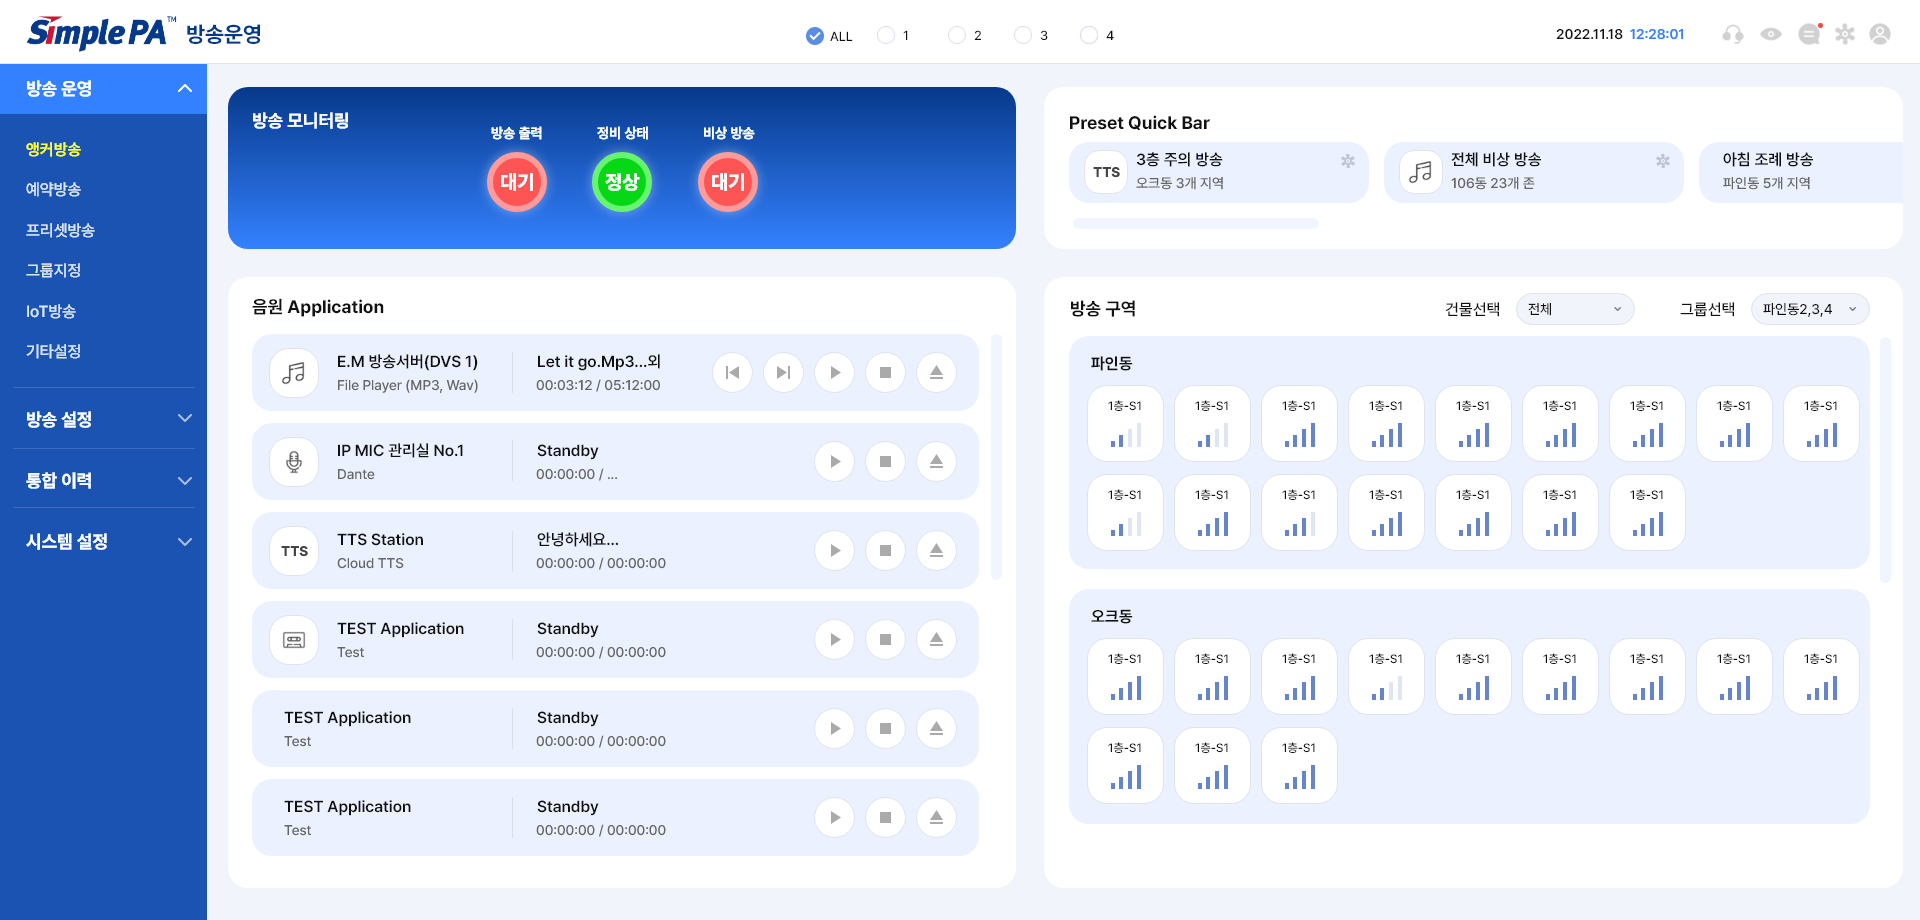 SimplePA™ 방송운영
ALL 1 2 3 4
2022.11.18 12:28:01
방송 운영
앵커방송
예약방송
프리셋방송
그룹지정
IoT방송
기타설정
방송 설정
통합 이력
시스템 설정
방송 모니터링
방송 출력 정비 상태 비상 방송
대기 정상 대기
Preset Quick Bar
TTS
3층 주의 방송
오크동 3개 지역
전체 비상 방송
106동 23개 존
아침 조례 방송
파인동 5개 지역
음원 Application
E.M 방송서버(DVS 1)
File Player (MP3, Wav)
Let it go.Mp3...외
00:03:12 / 05:12:00
IP MIC 관리실 No.1
Dante
Standby
00:00:00 / ...
TTS
TTS Station
Cloud TTS
안녕하세요...
00:00:00 / 00:00:00
TEST Application
Test
Standby
00:00:00 / 00:00:00
TEST Application
Test
Standby
00:00:00 / 00:00:00
TEST Application
Test
Standby
00:00:00 / 00:00:00
방송 구역
건물선택 전체
그룹선택 파인동2,3,4
파인동
1층-S1 1층-S1 1층-S1 1층-S1 1층-S1 1층-S1 1층-S1 1층-S1 1층-S1
1층-S1 1층-S1 1층-S1 1층-S1 1층-S1 1층-S1 1층-S1
오크동
1층-S1 1층-S1 1층-S1 1층-S1 1층-S1 1층-S1 1층-S1 1층-S1 1층-S1
1층-S1 1층-S1 1층-S1